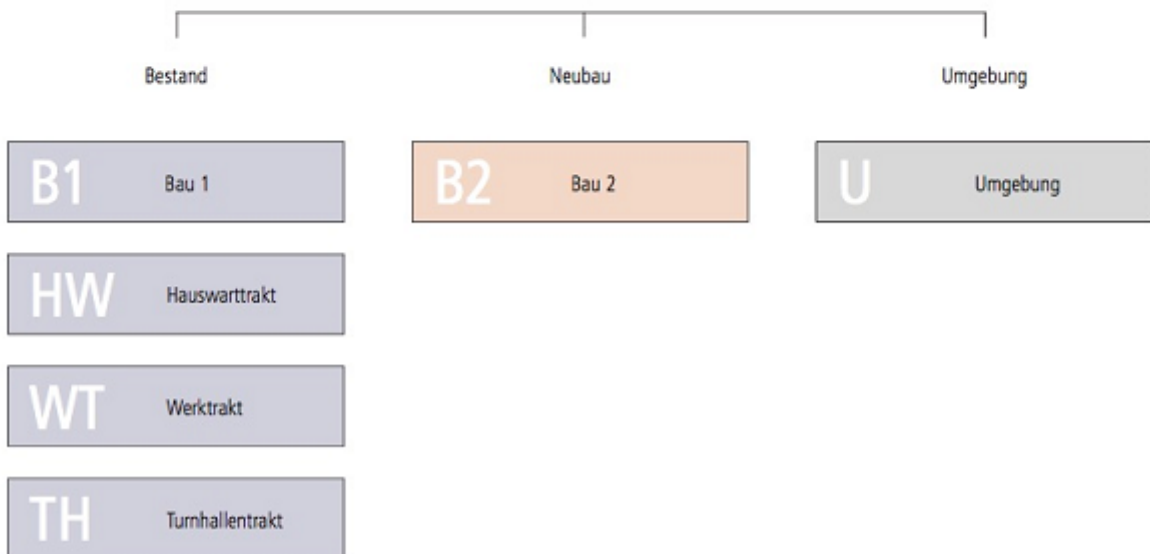 Bestand
Neubau
Umgebung
B1 Bau 1
B2 Bau 2
U Umgebung
HW Hauswarttrakt
WT Werktrakt
TH Turnhallentrakt